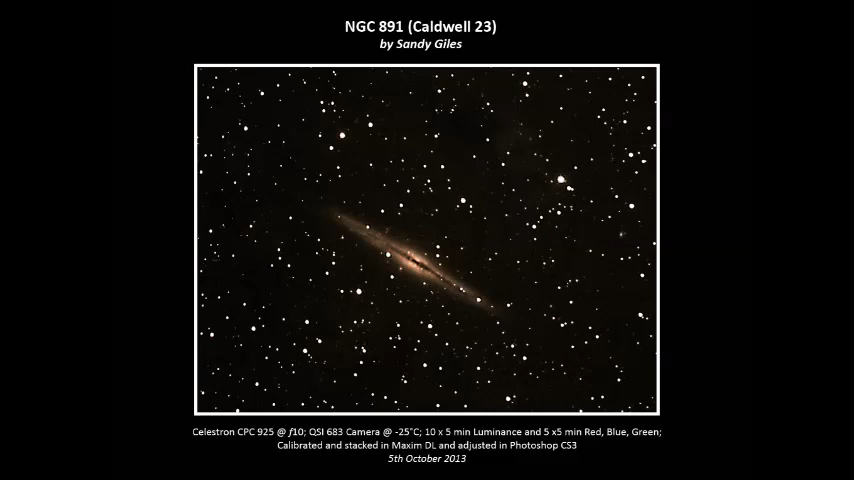 NGC 891 (Caldwell 23)
by Sandy Giles
Celestron CPC 925 @ f10; QSI 683 Camera @ -25°C; 10 x 5 min Luminance and 5 x5 min Red, Blue, Green;
Calibrated and stacked in Maxim DL and adjusted in Photoshop CS3
5th October 2013